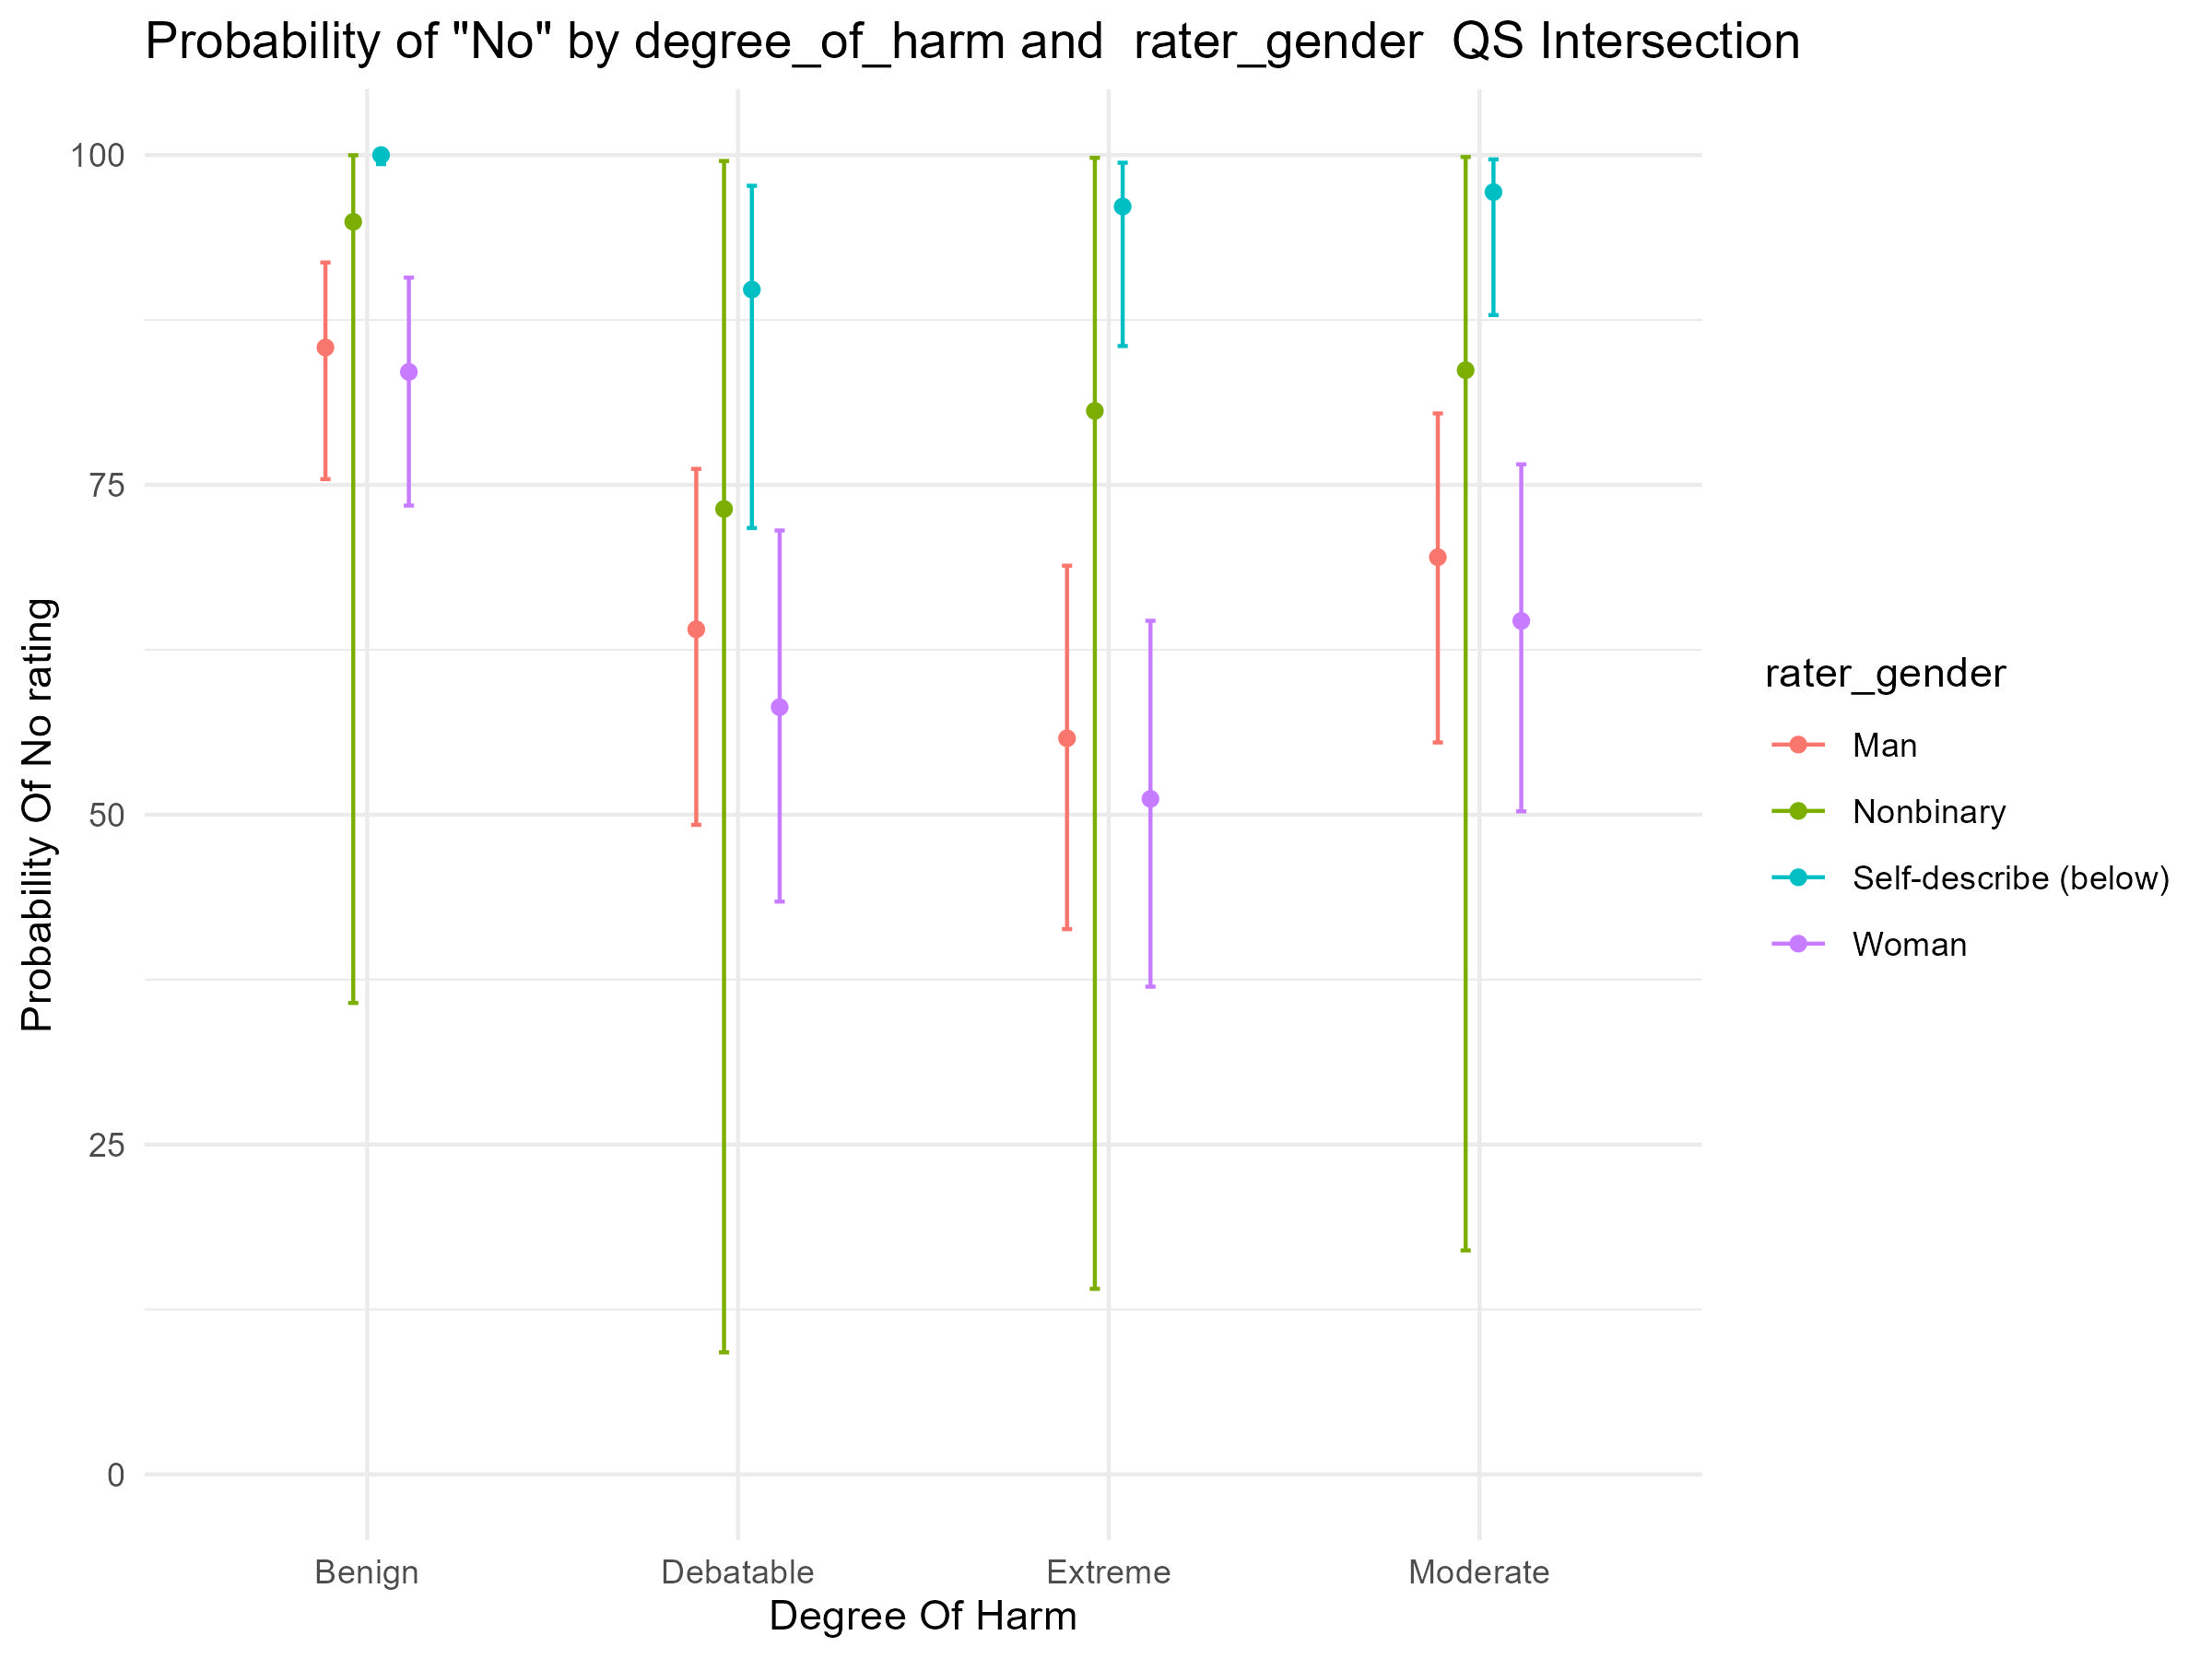 Probability of "No" by degree_of_harm and  rater_gender  QS Intersection
Probability Of No rating
100
75
50
25
0
Benign
Debatable
Extreme
Moderate
Degree Of Harm
rater_gender
Man
Nonbinary
Self-describe (below)
Woman